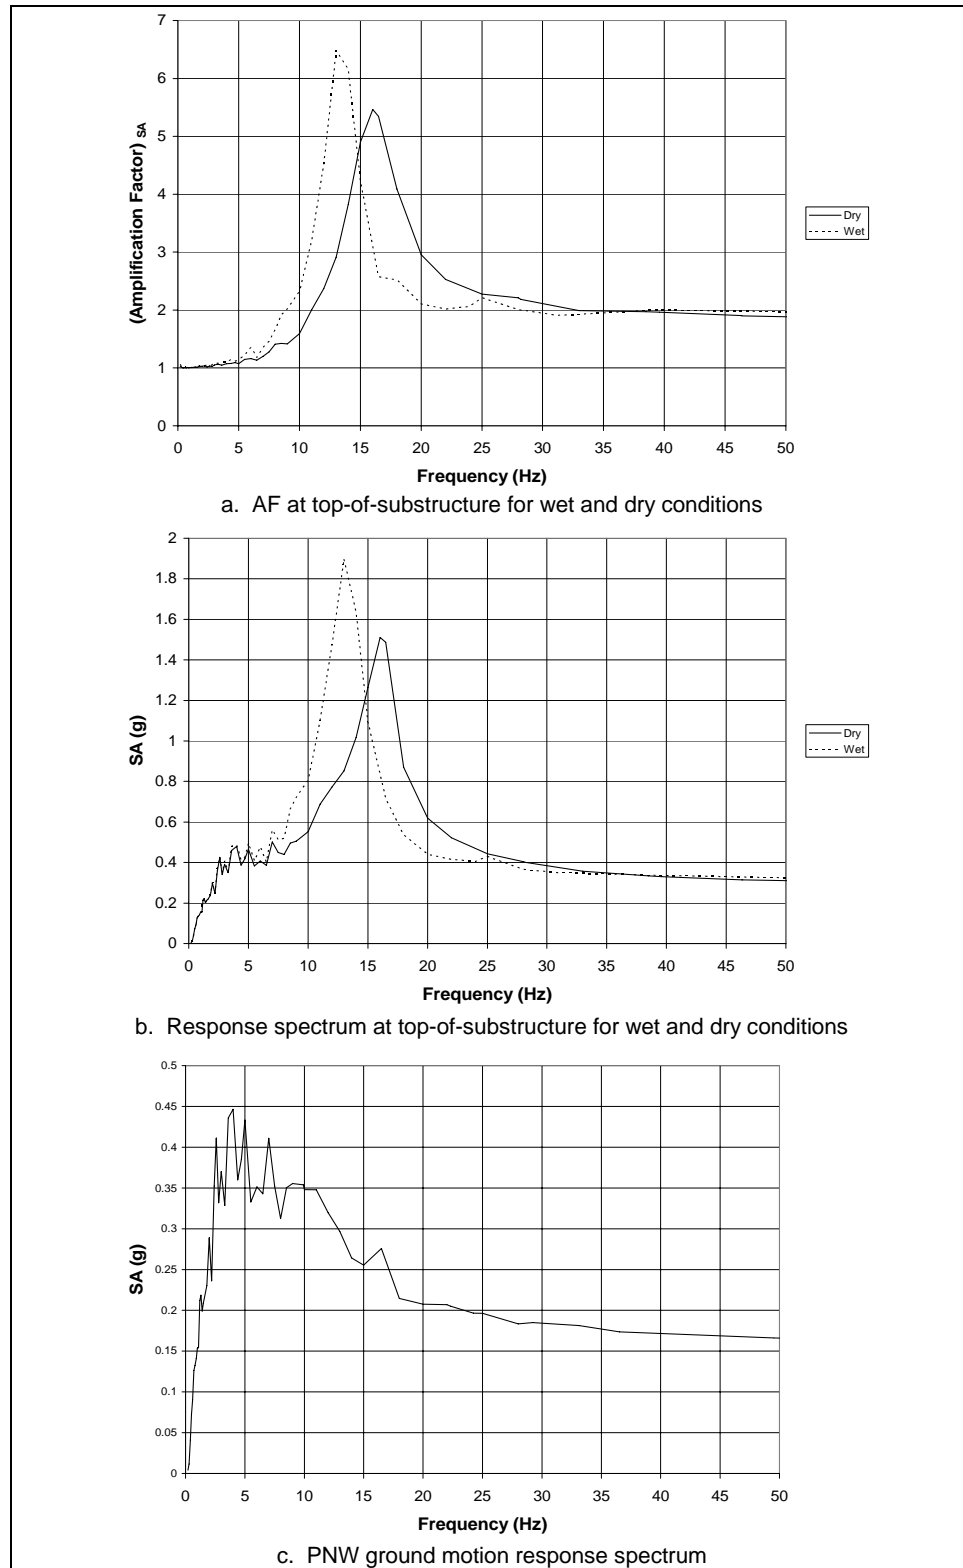 7
6
5
4
3
2
1
0
(Amplification Factor) SA
0 5 10 15 20 25 30 35 40 45 50
Frequency (Hz)
Dry
Wet
a. AF at top-of-substructure for wet and dry conditions
2
1.8
1.6
1.4
1.2
1
0.8
0.6
0.4
0.2
0
SA (g)
0 5 10 15 20 25 30 35 40 45 50
Frequency (Hz)
Dry
Wet
b. Response spectrum at top-of-substructure for wet and dry conditions
0.5
0.45
0.4
0.35
0.3
0.25
0.2
0.15
0.1
0.05
0
SA (g)
0 5 10 15 20 25 30 35 40 45 50
Frequency (Hz)
c. PNW ground motion response spectrum